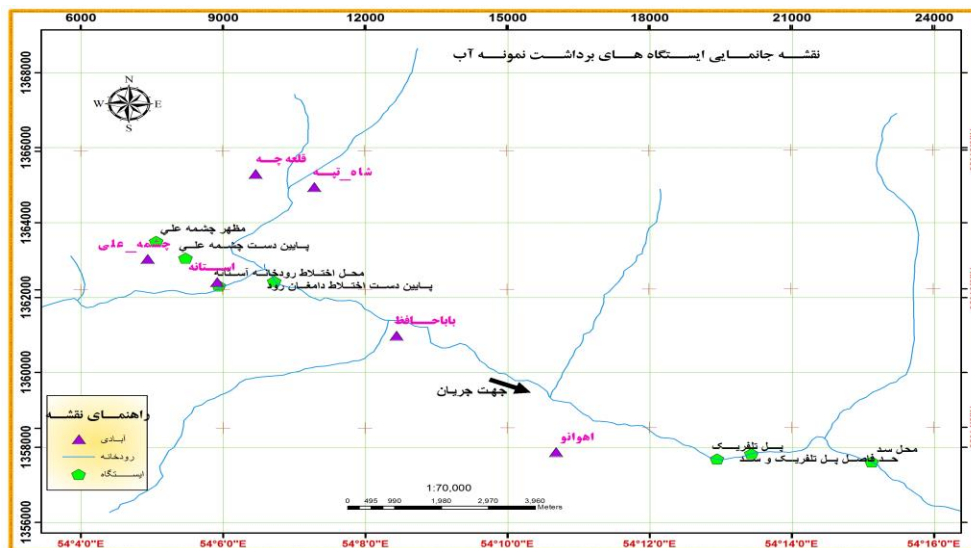 6000 9000 12000 15000 18000 21000 24000
نقشه جانمایی ایستگاه های برداشت نمونه آب
1368000
1366000
1364000
1362000
1360000
1358000
1356000
N
W E
S
قلعه چه
شاه_تپه
مظهر چشمه علی
چشمه_علی
پایین دست چشمه علی
استانه
محل اختلاط رودخانه آستانه
پایین دست اختلاط دامغان رود
باباحافظ
جهت جریان
اهوانو
پل تلفریک
حد فاصل پل تلفریک و سد
محل سد
راهنمای نقشه
آبادی
رودخانه
ایستگاه
1:70,000
0 495 990 1,980 2,970 3,960
Meters
54°4'0"E 54°6'0"E 54°8'0"E 54°10'0"E 54°12'0"E 54°14'0"E 54°16'0"E